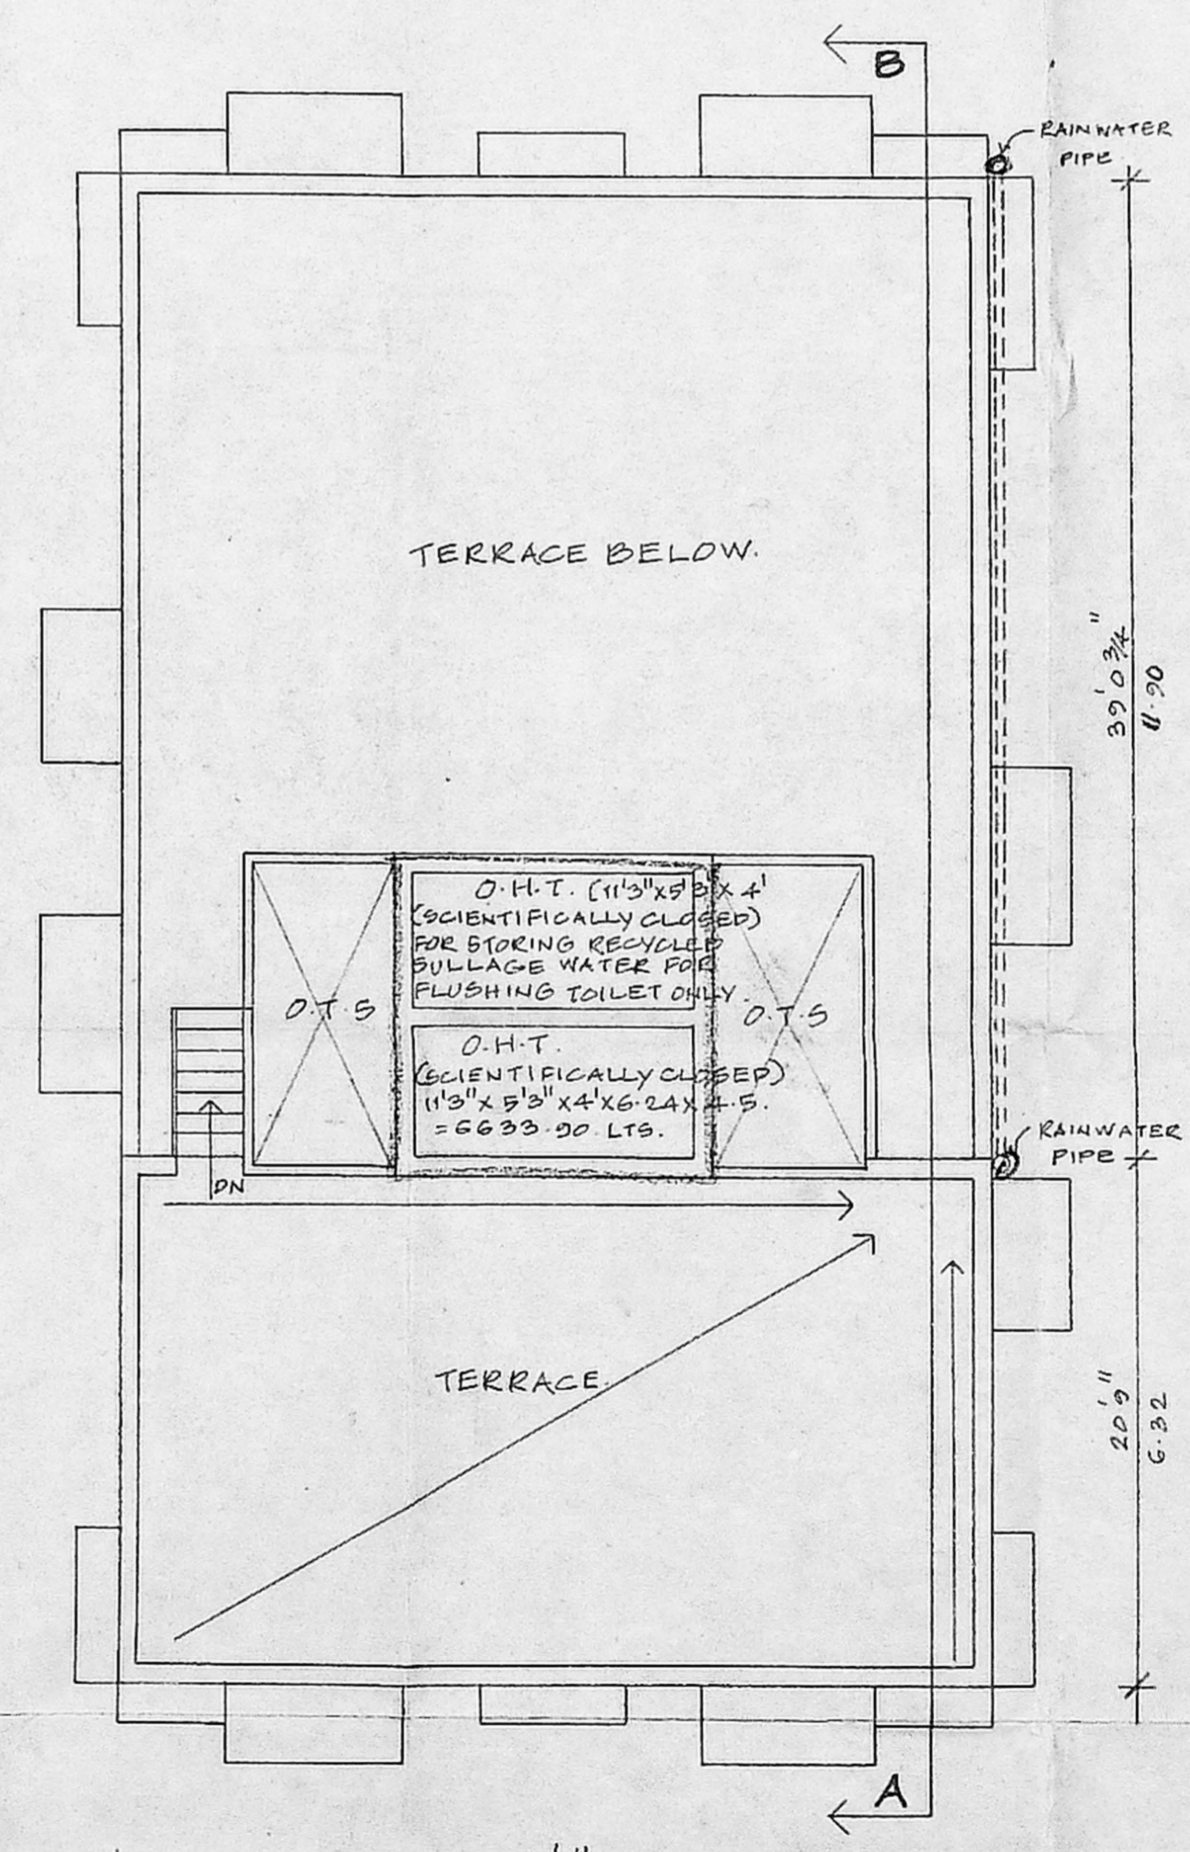 B
RAINWATER
PIPE
TERRACE BELOW.
39'0¾"
11.90
O.H.T. (11'3"X5'3"X 4'
(SCIENTIFICALLY CLOSED)
FOR STORING RECYCLED
SULLAGE WATER FOR
FLUSHING TOILET ONLY.
O.T.S
O.T.S
O.H.T.
(SCIENTIFICALLY CLOSED)
11'3"X 5'3"X4'X6.24X4.5.
=6633.90 LTS.
RAINWATER
PIPE
DN
TERRACE
20'9"
6.32
A